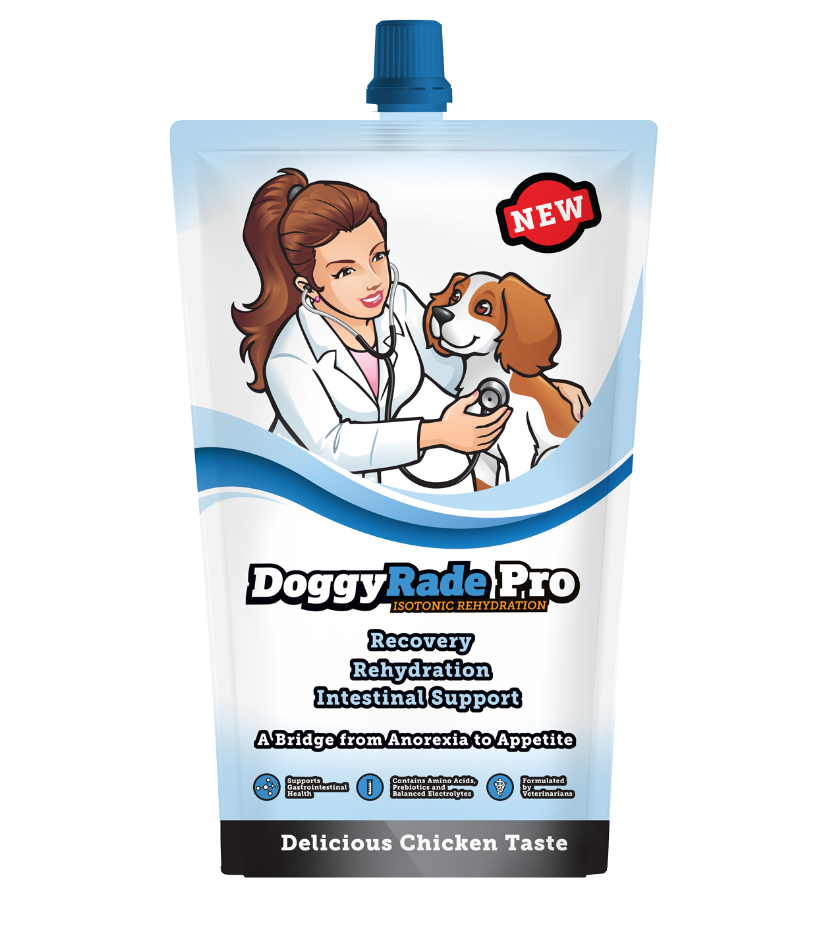 NEW
DoggyRade Pro
ISOTONIC REHYDRATION
Recovery
Rehydration
Intestinal Support
A Bridge from Anorexia to Appetite
Supports
Gastrointestinal
Health
Contains Amino Acids,
Prebiotics and
Balanced Electrolytes
Formulated
by
Veterinarians
Delicious Chicken Taste